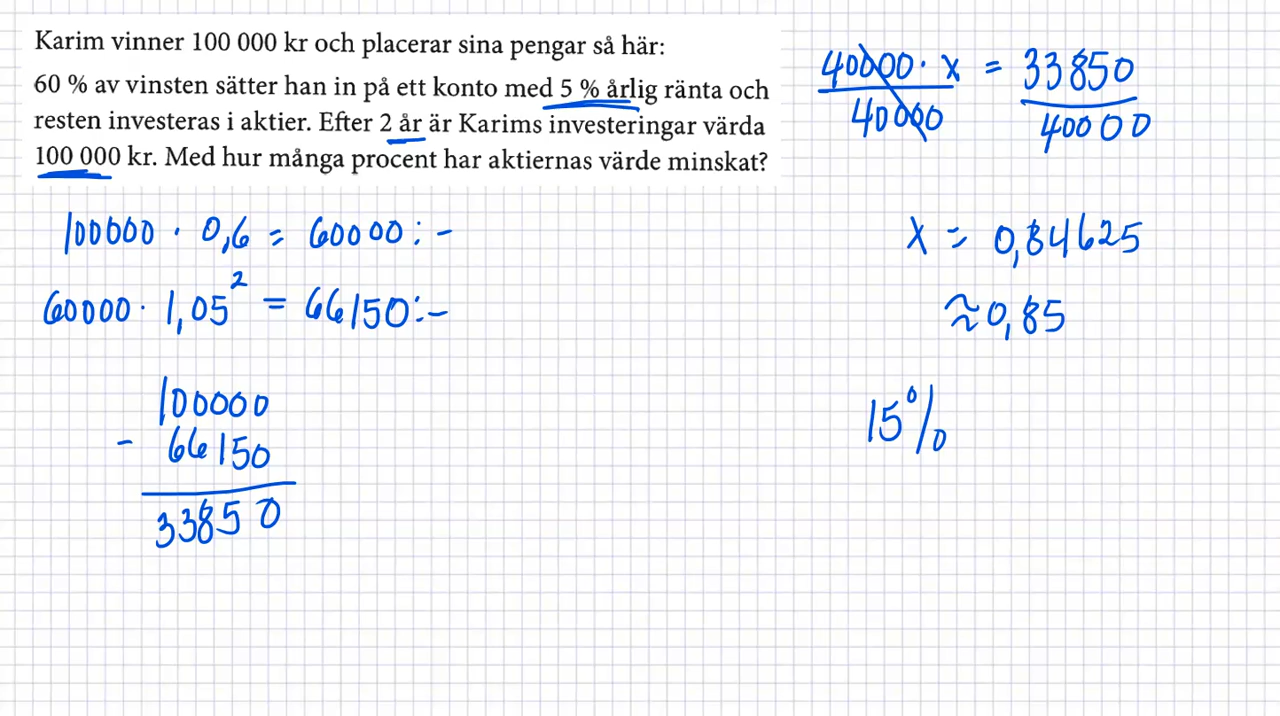 Karim vinner 100 000 kr och placerar sina pengar så här:
60 % av vinsten sätter han in på ett konto med 5 % årlig ränta och
resten investeras i aktier. Efter 2 år är Karims investeringar värda
100 000 kr. Med hur många procent har aktiernas värde minskat?
100000 · 0,6 = 60000:-
60000 · 1,05² = 66150:-
100000
- 66150
33850
40000 · x = 33850
40000 40000
x = 0,84625
≈ 0,85
15%